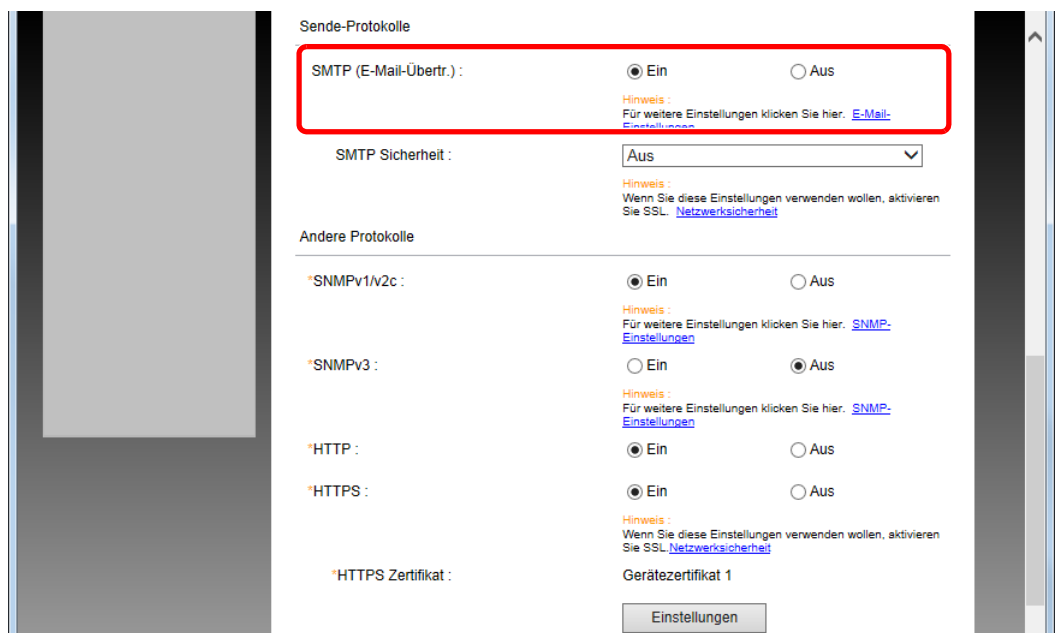 Sende-Protokolle
SMTP (E-Mail-Übertr.) : Ein Aus
Hinweis :
Für weitere Einstellungen klicken Sie hier. E-Mail-
Einstellungen
SMTP Sicherheit : Aus
Hinweis :
Wenn Sie diese Einstellungen verwenden wollen, aktivieren
Sie SSL. Netzwerksicherheit
Andere Protokolle
*SNMPv1/v2c : Ein Aus
Hinweis :
Für weitere Einstellungen klicken Sie hier. SNMP-
Einstellungen
*SNMPv3 : Ein Aus
Hinweis :
Für weitere Einstellungen klicken Sie hier. SNMP-
Einstellungen
*HTTP : Ein Aus
*HTTPS : Ein Aus
Hinweis :
Wenn Sie diese Einstellungen verwenden wollen, aktivieren
Sie SSL.Netzwerksicherheit
*HTTPS Zertifikat : Gerätezertifikat 1
Einstellungen